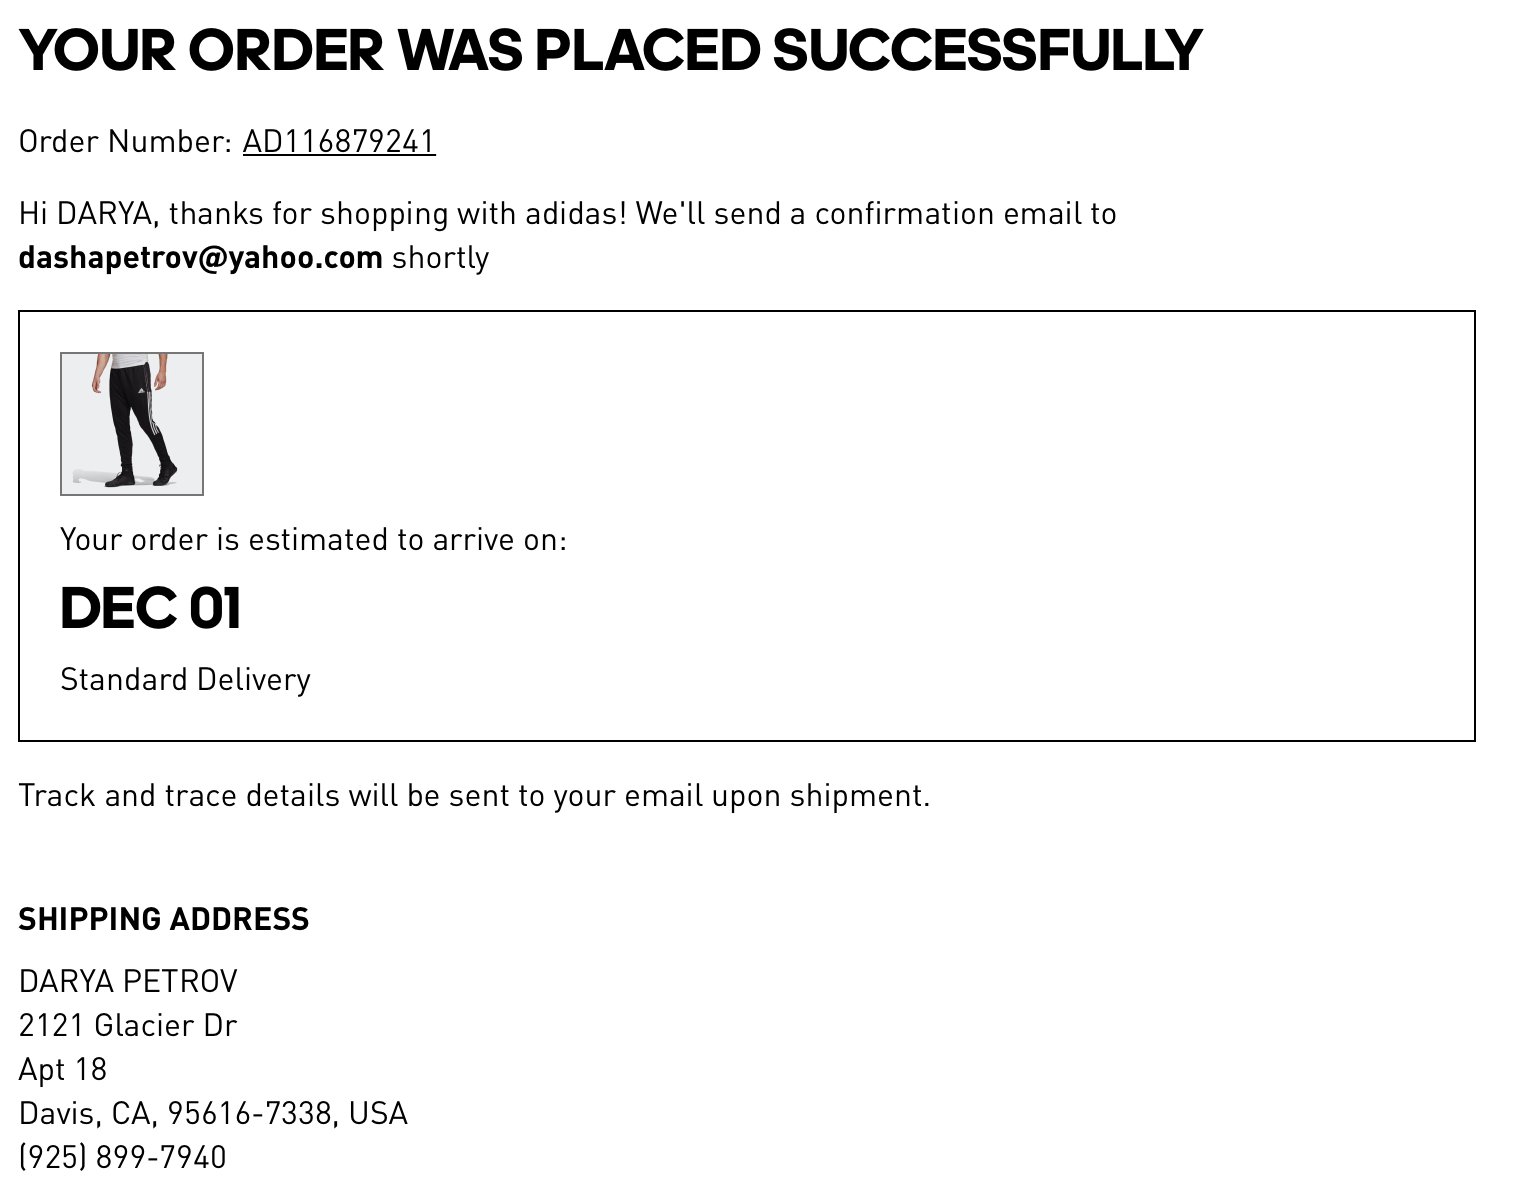 YOUR ORDER WAS PLACED SUCCESSFULLY
Order Number: AD116879241
Hi DARYA, thanks for shopping with adidas! We'll send a confirmation email to
dashapetrov@yahoo.com shortly
Your order is estimated to arrive on:
DEC 01
Standard Delivery
Track and trace details will be sent to your email upon shipment.
SHIPPING ADDRESS
DARYA PETROV
2121 Glacier Dr
Apt 18
Davis, CA, 95616-7338, USA
(925) 899-7940